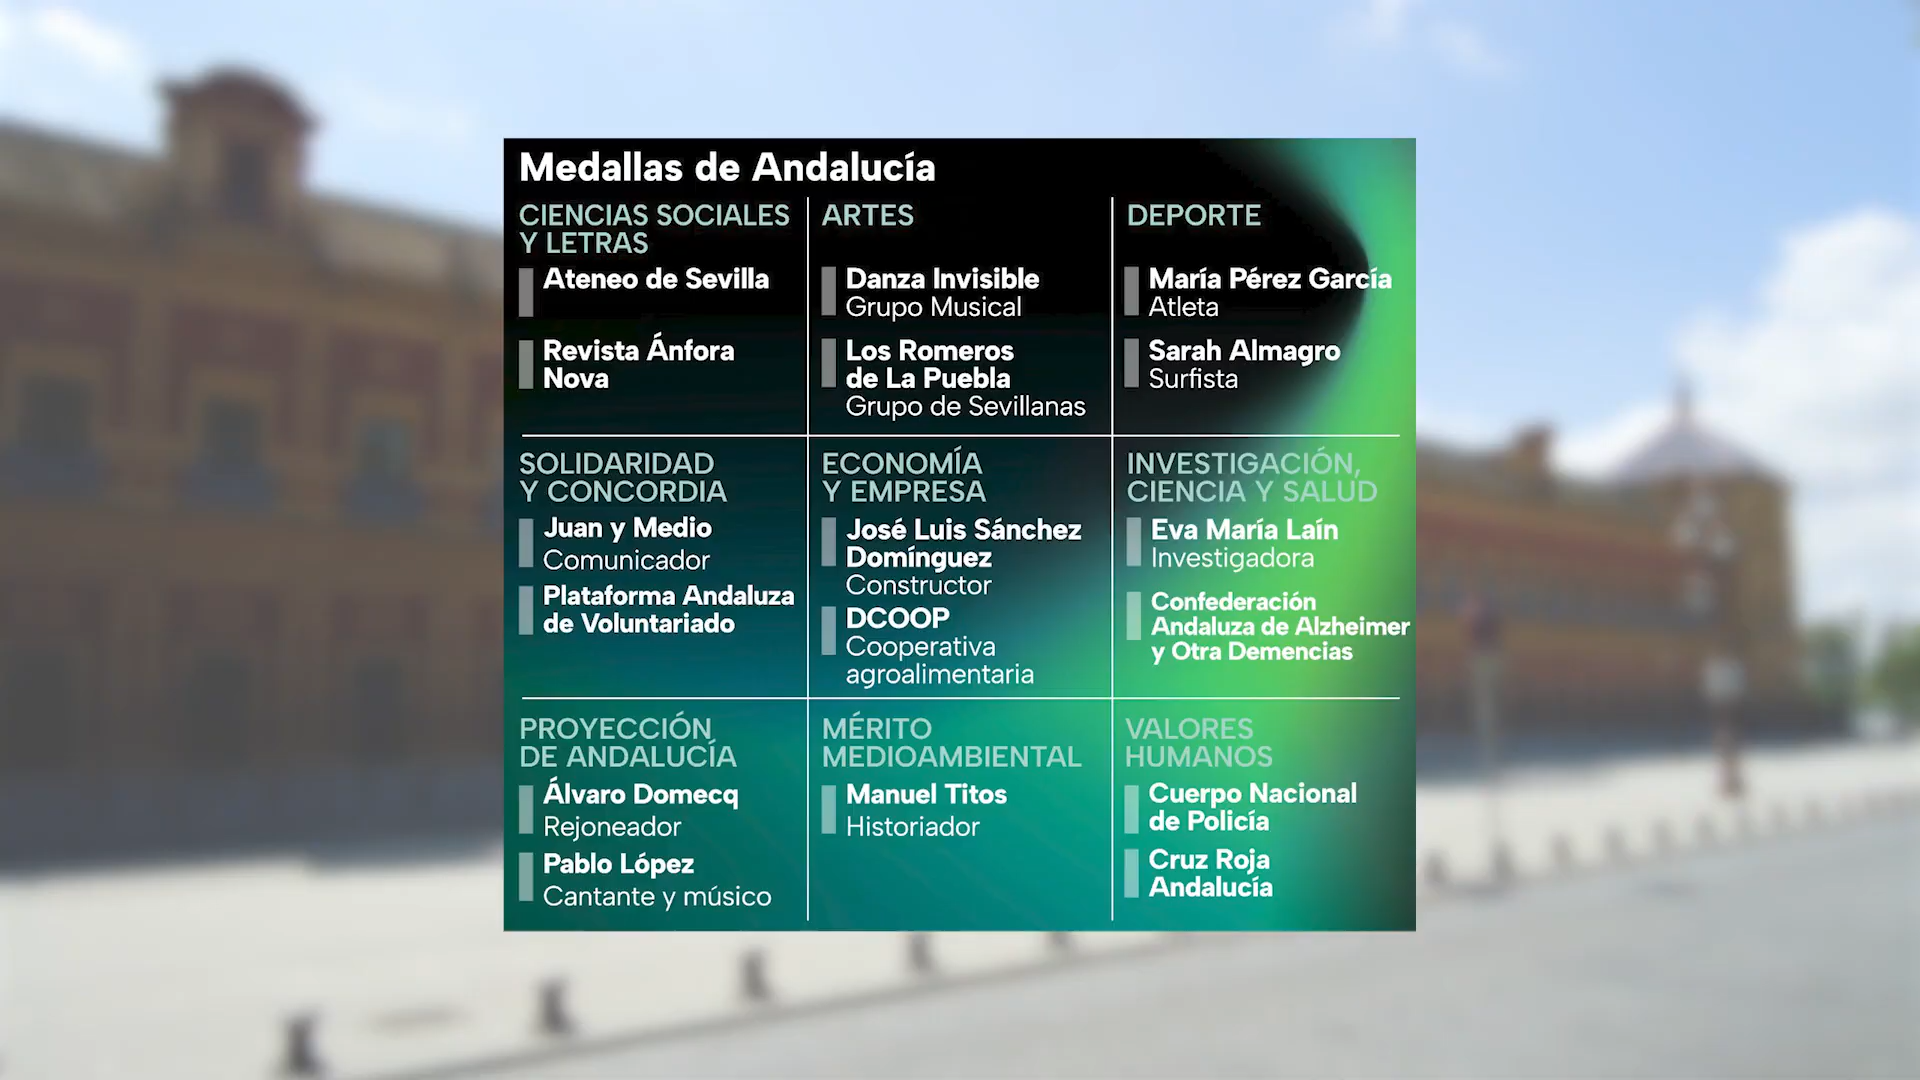 Medallas de Andalucía
CIENCIAS SOCIALES
Y LETRAS
Ateneo de Sevilla
Revista Ánfora
Nova
ARTES
Danza Invisible
Grupo Musical
Los Romeros
de La Puebla
Grupo de Sevillanas
DEPORTE
María Pérez García
Atleta
Sarah Almagro
Surfista
SOLIDARIDAD
Y CONCORDIA
Juan y Medio
Comunicador
Plataforma Andaluza
de Voluntariado
ECONOMÍA
Y EMPRESA
José Luis Sánchez
Domínguez
Constructor
DCOOP
Cooperativa
agroalimentaria
INVESTIGACIÓN,
CIENCIA Y SALUD
Eva María Laín
Investigadora
Confederación
Andaluza de Alzheimer
y Otra Demencias
PROYECCIÓN
DE ANDALUCÍA
Álvaro Domecq
Rejoneador
Pablo López
Cantante y músico
MÉRITO
MEDIOAMBIENTAL
Manuel Titos
Historiador
VALORES
HUMANOS
Cuerpo Nacional
de Policía
Cruz Roja
Andalucía